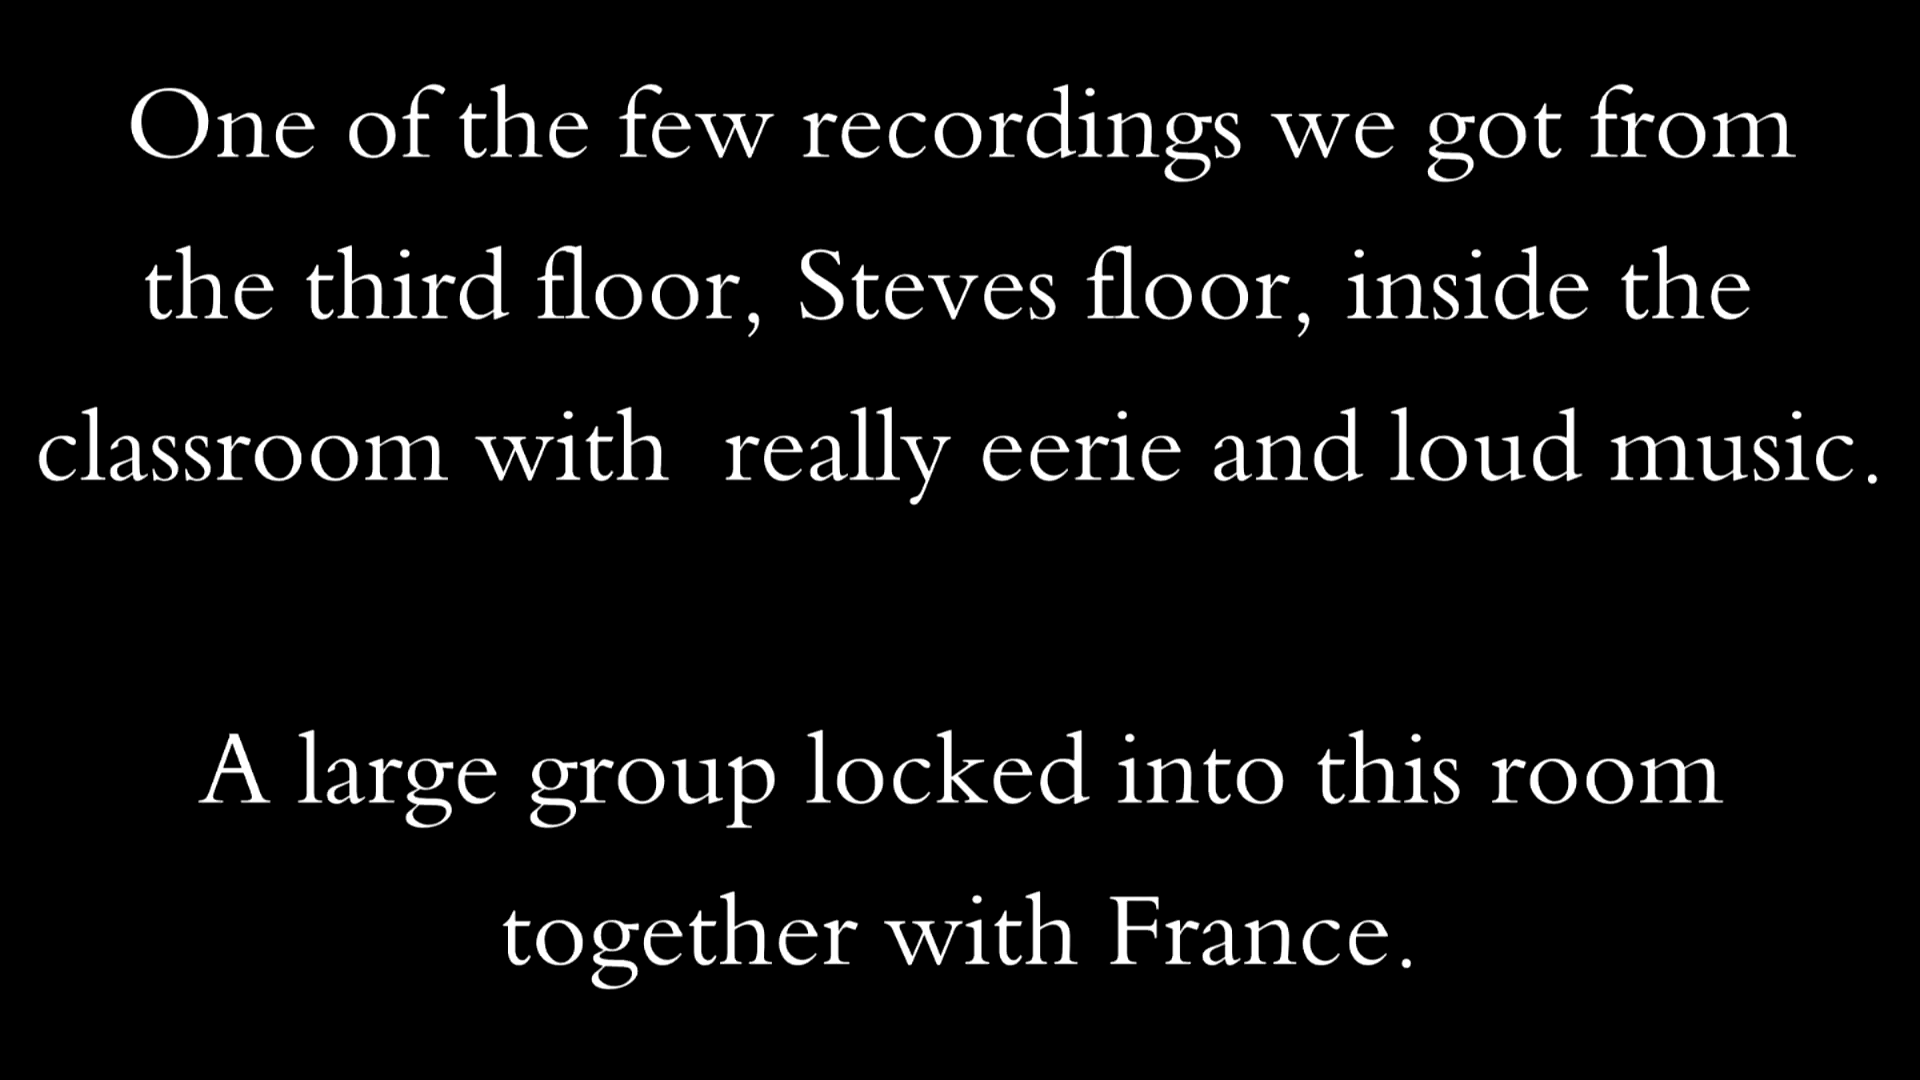 One of the few recordings we got from
the third floor, Steves floor, inside the
classroom with  really eerie and loud music.
A large group locked into this room
together with France.